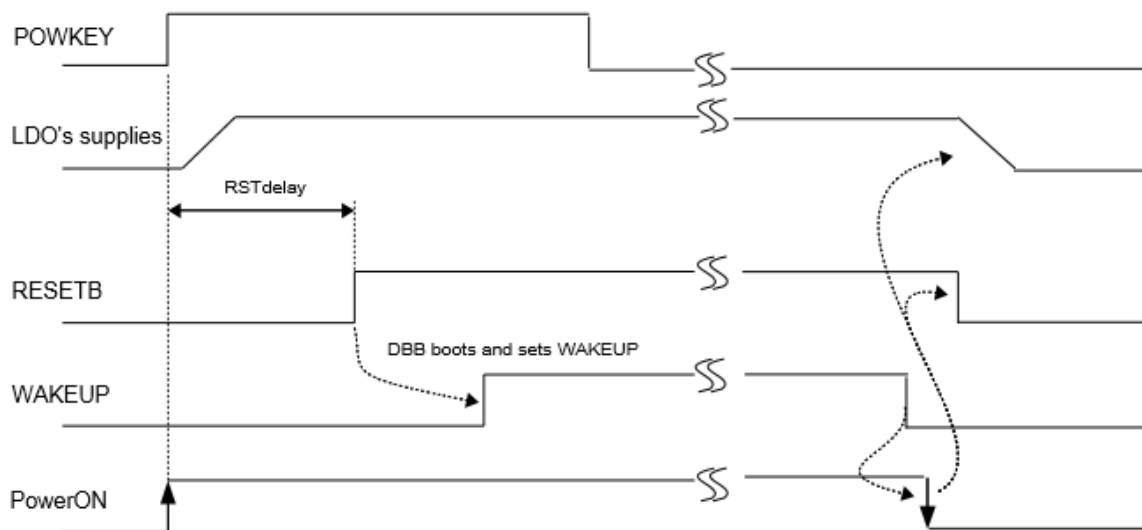 POWKEY
LDO's supplies
RSTdelay
RESETB
DBB boots and sets WAKEUP
WAKEUP
PowerON